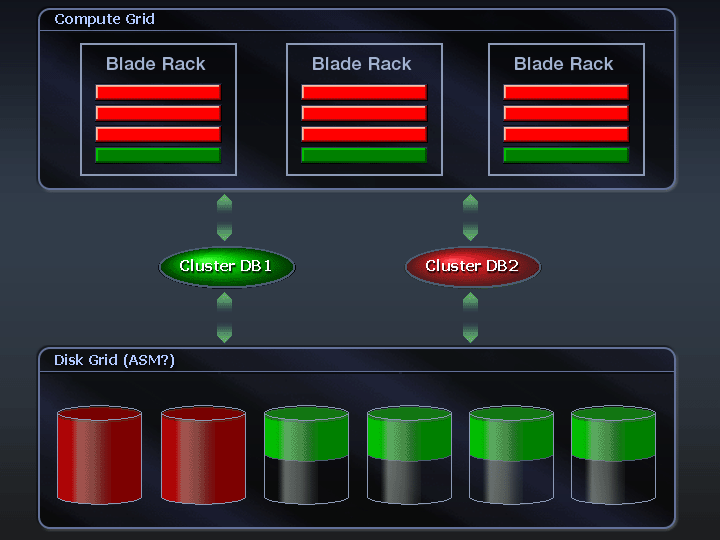 Compute Grid
Blade Rack
Blade Rack
Blade Rack
Cluster DB1
Cluster DB2
Disk Grid (ASM?)